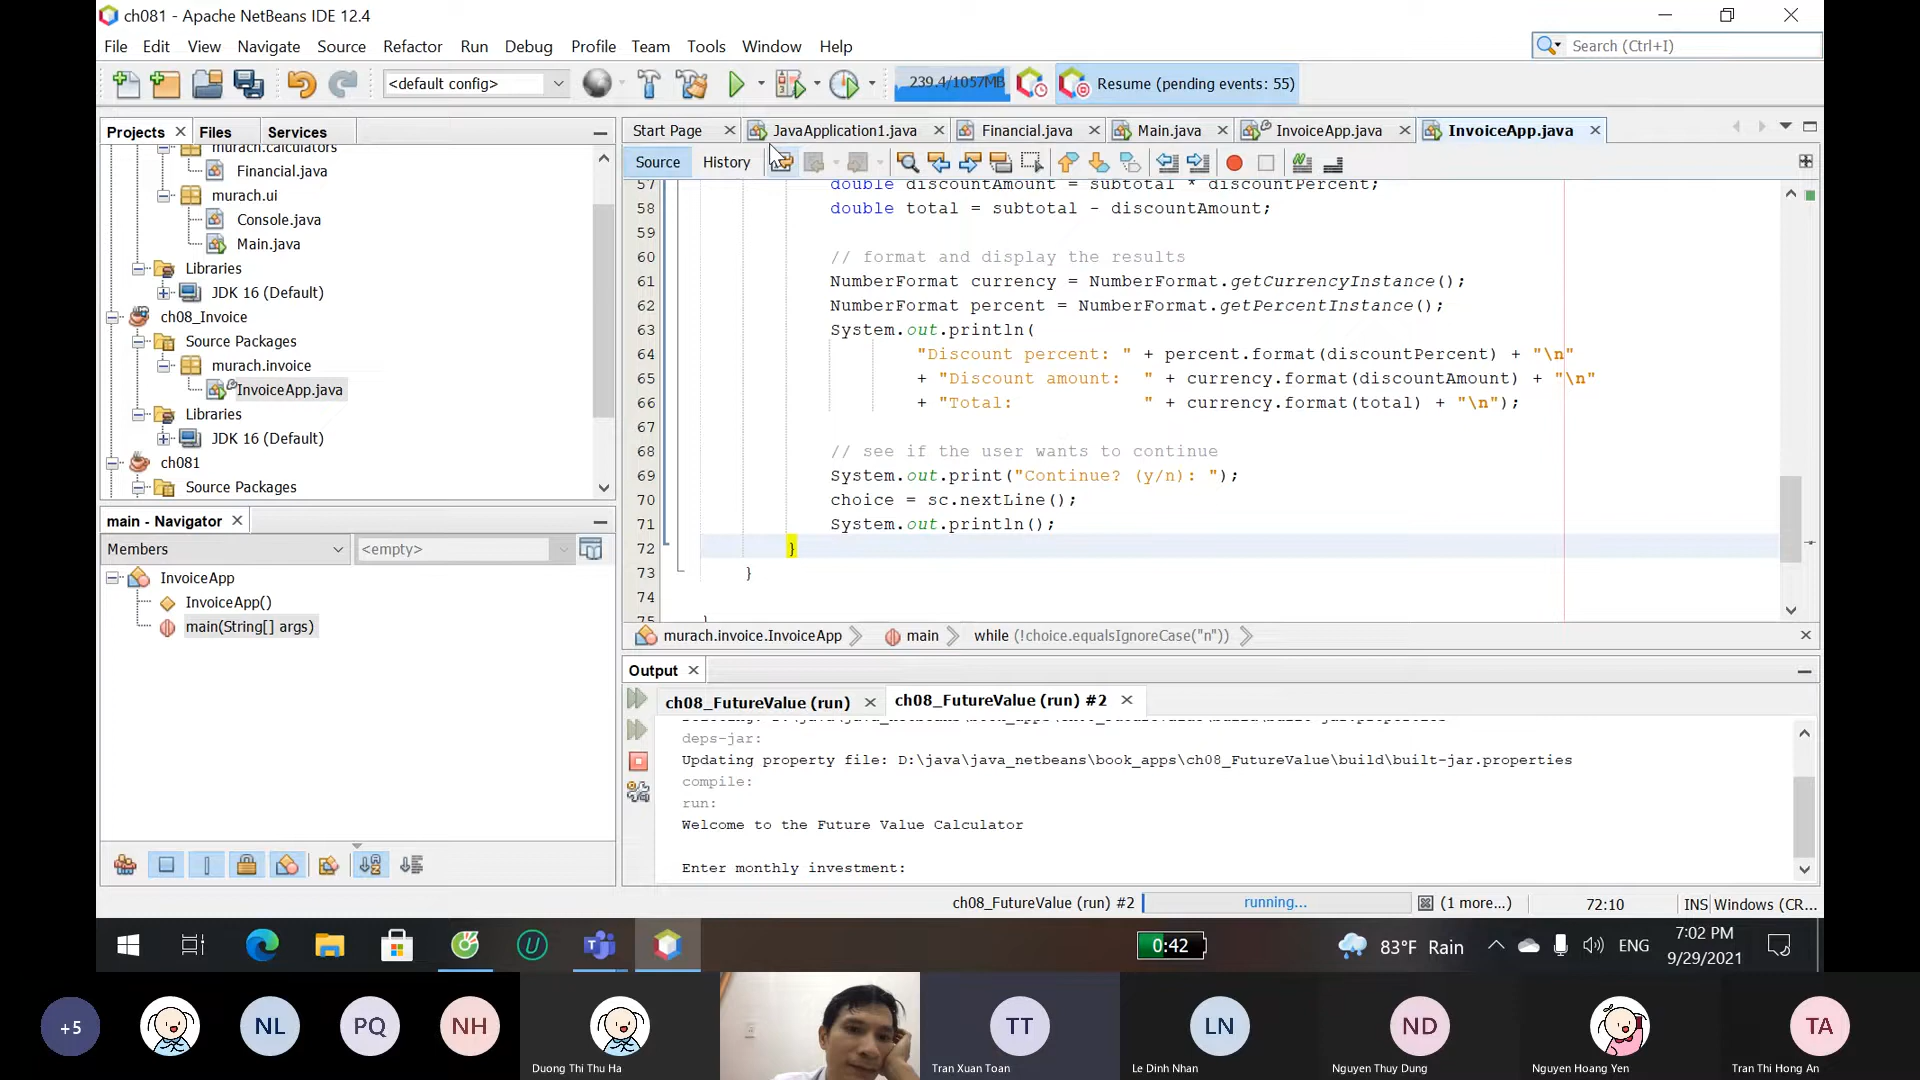 ch081 - Apache NetBeans IDE 12.4
File Edit View Navigate Source Refactor Run Debug Profile Team Tools Window Help
Search (Ctrl+I)
<default config>
239.4/1057MB
Resume (pending events: 55)
Projects Files Services
murach.calculators
Financial.java
murach.ui
Console.java
Main.java
Libraries
JDK 16 (Default)
ch08_Invoice
Source Packages
murach.invoice
InvoiceApp.java
Libraries
JDK 16 (Default)
ch081
Source Packages
main - Navigator
Members
<empty>
InvoiceApp
InvoiceApp()
main(String[] args)
Start Page JavaApplication1.java Financial.java Main.java InvoiceApp.java InvoiceApp.java
Source History
57 double discountAmount = subtotal * discountPercent;
58 double total = subtotal - discountAmount;
59
60 // format and display the results
61 NumberFormat currency = NumberFormat.getCurrencyInstance();
62 NumberFormat percent = NumberFormat.getPercentInstance();
63 System.out.println(
64 "Discount percent: " + percent.format(discountPercent) + "\n"
65 + "Discount amount:  " + currency.format(discountAmount) + "\n"
66 + "Total:            " + currency.format(total) + "\n");
67
68 // see if the user wants to continue
69 System.out.print("Continue? (y/n): ");
70 choice = sc.nextLine();
71 System.out.println();
72 }
73 }
74
75
murach.invoice.InvoiceApp main while (!choice.equalsIgnoreCase("n"))
Output
ch08_FutureValue (run) ch08_FutureValue (run) #2
deps-jar:
Updating property file: D:\java\java_netbeans\book_apps\ch08_FutureValue\build\built-jar.properties
compile:
run:
Welcome to the Future Value Calculator
Enter monthly investment:
ch08_FutureValue (run) #2 running... (1 more...) 72:10 INS Windows (CR...
0:42
83°F Rain
ENG
7:02 PM
9/29/2021
+5
NL
PQ
NH
TT
LN
ND
TA
Duong Thi Thu Ha
Tran Xuan Toan
Le Dinh Nhan
Nguyen Thuy Dung
Nguyen Hoang Yen
Tran Thi Hong An